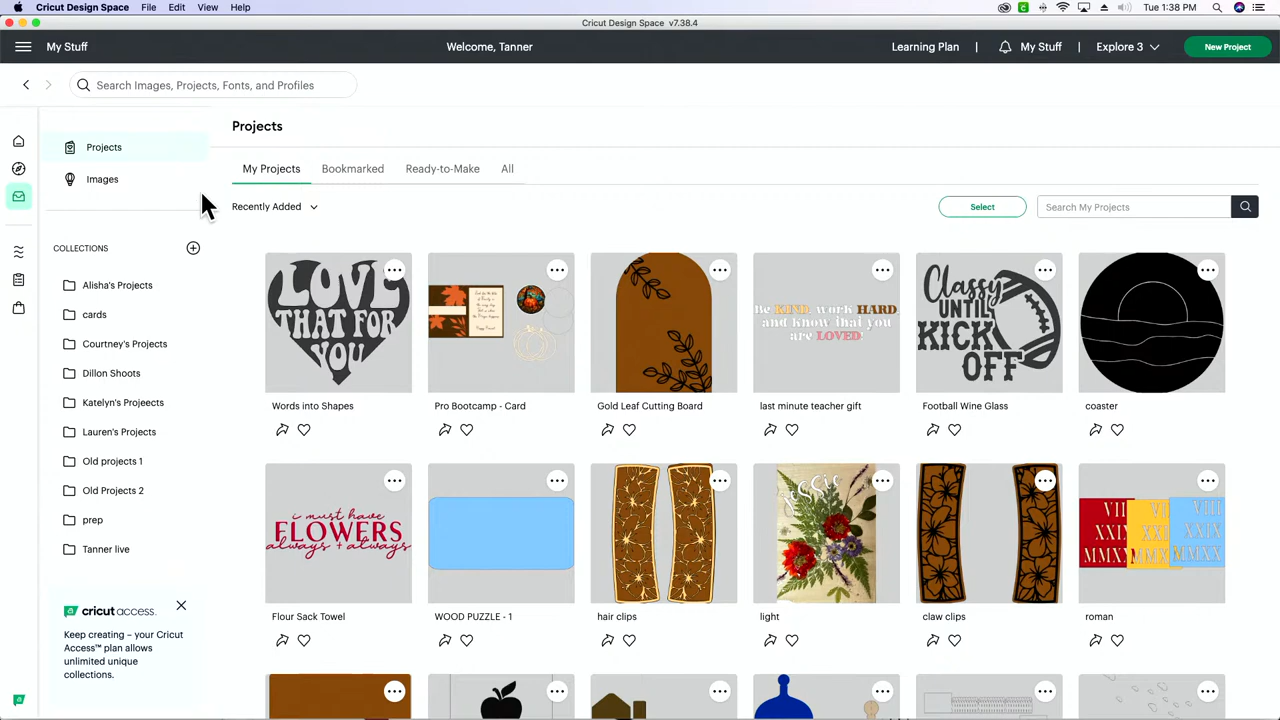 Cricut Design Space File Edit View Help Tue 1:38 PM
Cricut Design Space v7.38.4
My Stuff Welcome, Tanner Learning Plan | My Stuff | Explore 3 New Project
Search Images, Projects, Fonts, and Profiles
Projects
Images
COLLECTIONS
Alisha's Projects
cards
Courtney's Projects
Dillon Shoots
Katelyn's Projeects
Lauren's Projects
Old projects 1
Old Projects 2
prep
Tanner live
cricut access.
Keep creating – your Cricut
Access™ plan allows
unlimited unique
collections.
Projects
My Projects Bookmarked Ready-to-Make All
Recently Added Select Search My Projects
LOVE
THAT FOR
YOU
Be KIND, work HARD,
and know that you
are LOVED
Classy
UNTIL
KICK
OFF
Words into Shapes Pro Bootcamp - Card Gold Leaf Cutting Board last minute teacher gift Football Wine Glass coaster
i must have
FLOWERS
always + always
jessie
VIII
XXIX
MMXX
Flour Sack Towel WOOD PUZZLE - 1 hair clips light claw clips roman